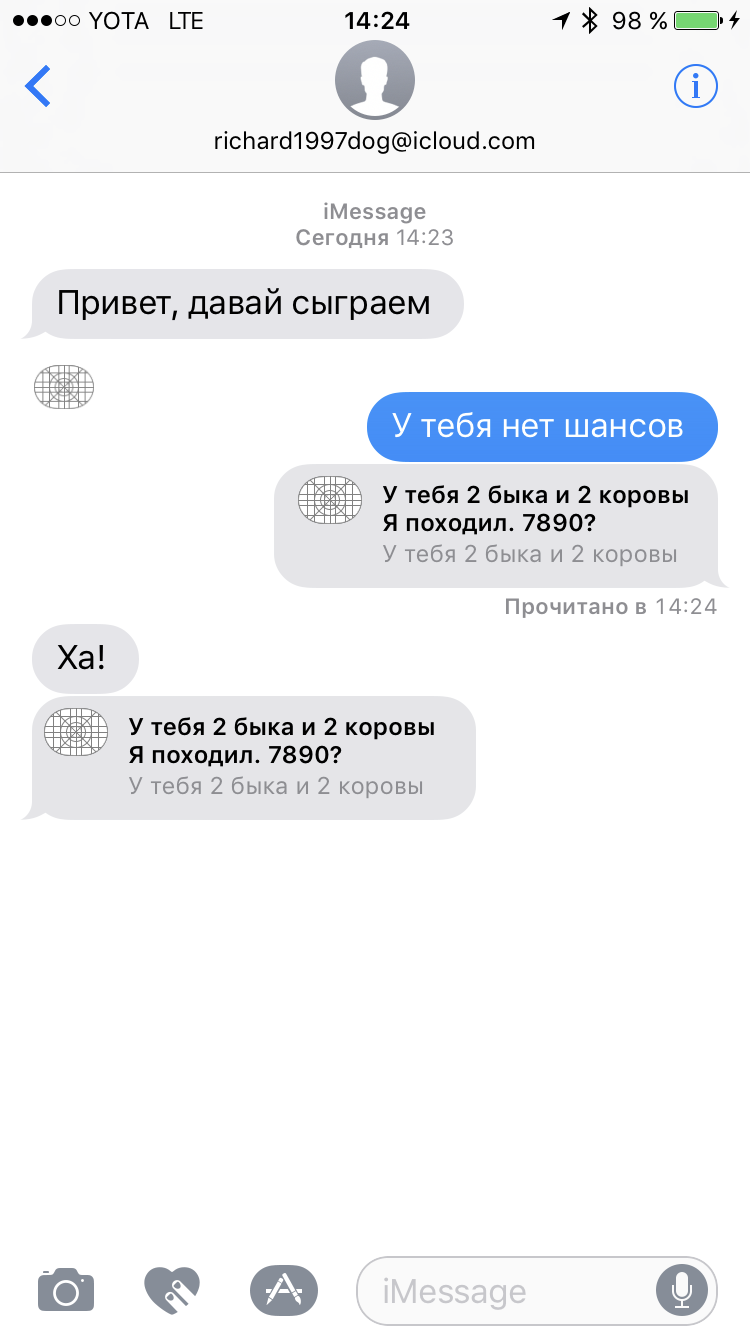 YOTA LTE 14:24 98 %
richard1997dog@icloud.com
iMessage
Сегодня 14:23
Привет, давай сыграем
У тебя нет шансов
У тебя 2 быка и 2 коровы
Я походил. 7890?
У тебя 2 быка и 2 коровы
Прочитано в 14:24
Ха!
У тебя 2 быка и 2 коровы
Я походил. 7890?
У тебя 2 быка и 2 коровы
iMessage